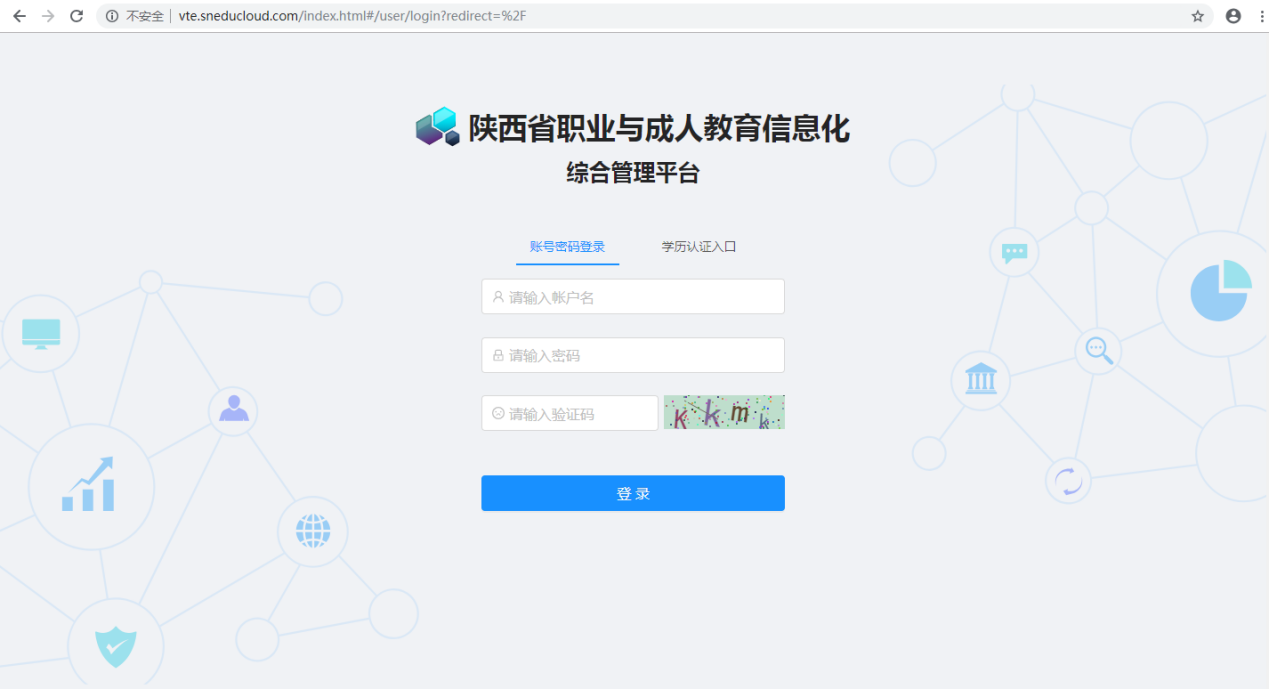 不安全 vte.sneducloud.com/index.html#/user/login?redirect=%2F
陕西省职业与成人教育信息化
综合管理平台
账号密码登录 学历认证入口
请输入帐户名
请输入密码
请输入验证码 Kkmk
登 录